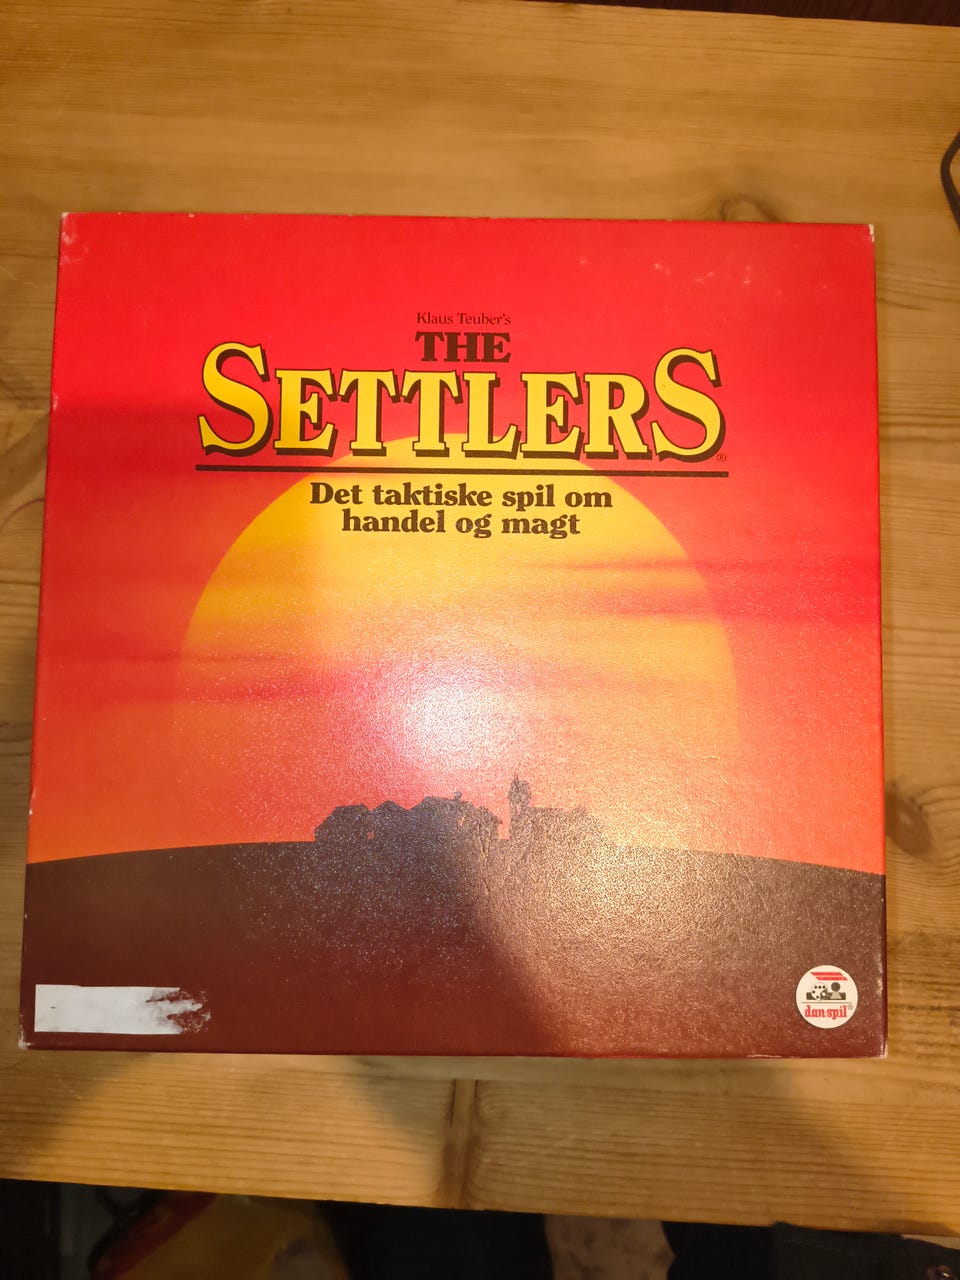 Klaus Teuber's
THE
SETTLERS®
Det taktiske spil om
handel og magt
dan-spil®